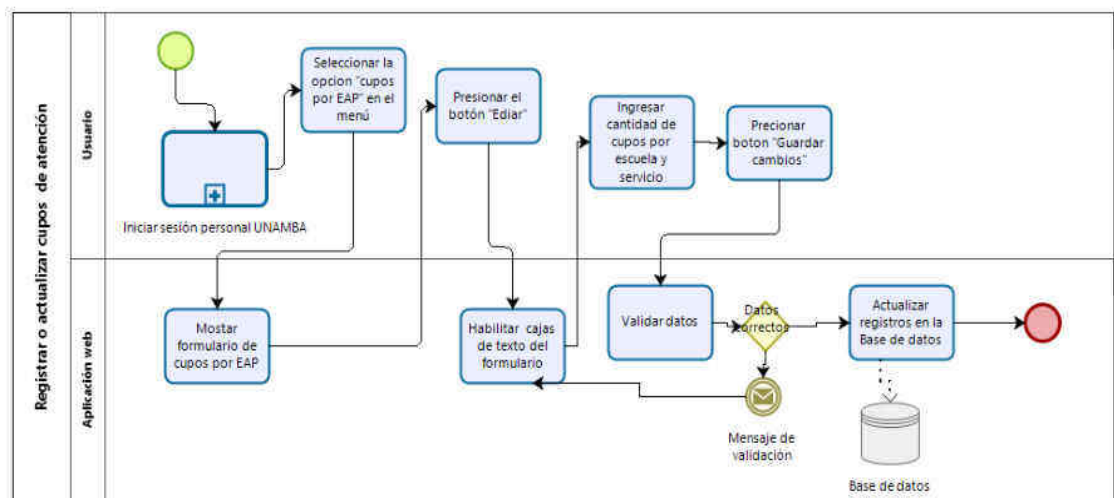 Registrar o actualizar cupos de atención
Usuario
Seleccionar la
opcion "cupos
por EAP" en el
menú
Presionar el
botón "Ediar"
Ingresar
cantidad de
cupos por
escuela y
servicio
Precionar
boton "Guardar
cambios"
Iniciar sesión personal UNAMBA
Aplicación web
Mostar
formulario de
cupos por EAP
Habilitar cajas
de texto del
formulario
Validar datos
Datos
correctos
Actualizar
registros en la
Base de datos
Mensaje de
validación
Base de datos